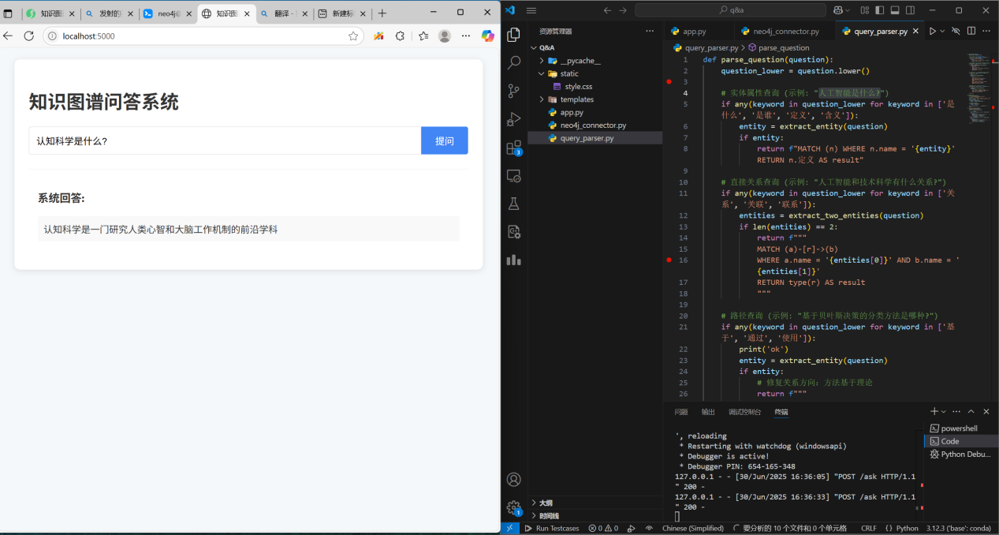 知识图
发射的
neo4j@
知识图
翻译 -
新建标
localhost:5000
知识图谱问答系统
认知科学是什么?
提问
系统回答:
认知科学是一门研究人类心智和大脑工作机制的前沿学科
q&a
资源管理器
Q&A
__pycache__
static
style.css
templates
app.py
neo4j_connector.py
query_parser.py
大纲
时间线
3
1
app.py
neo4j_connector.py
query_parser.py
query_parser.py > parse_question
1 def parse_question(question):
2 question_lower = question.lower()
3
4 # 实体属性查询 (示例: "人工智能是什么?")
5 if any(keyword in question_lower for keyword in ['是
什么', '是谁', '定义', '含义']):
6 entity = extract_entity(question)
7 if entity:
8 return f"MATCH (n) WHERE n.name = '{entity}'
RETURN n.定义 AS result"
9
10 # 直接关系查询 (示例: "人工智能和技术科学有什么关系?")
11 if any(keyword in question_lower for keyword in ['关
系', '关联', '联系']):
12 entities = extract_two_entities(question)
13 if len(entities) == 2:
14 return f"""
15 MATCH (a)-[r]->(b)
16 WHERE a.name = '{entities[0]}' AND b.name = '
{entities[1]}'
17 RETURN type(r) AS result
18 """
19
20 # 路径查询 (示例: "基于贝叶斯决策的分类方法是哪种?")
21 if any(keyword in question_lower for keyword in ['基
于', '通过', '使用']):
22 print('ok')
23 entity = extract_entity(question)
24 if entity:
25 # 修复关系方向: 方法基于理论
26 return f"""
问题
输出
调试控制台
终端
', reloading
* Restarting with watchdog (windowsapi)
* Debugger is active!
* Debugger PIN: 654-165-348
127.0.0.1 - - [30/Jun/2025 16:36:05] "POST /ask HTTP/1.1
" 200 -
127.0.0.1 - - [30/Jun/2025 16:36:33] "POST /ask HTTP/1.1
" 200 -
powershell
Code
Python Debu...
Run Testcases
0
0
Chinese (Simplified)
要分析的 10 个文件和 0 个单元格
CRLF
{} Python
3.12.3 ('base': conda)